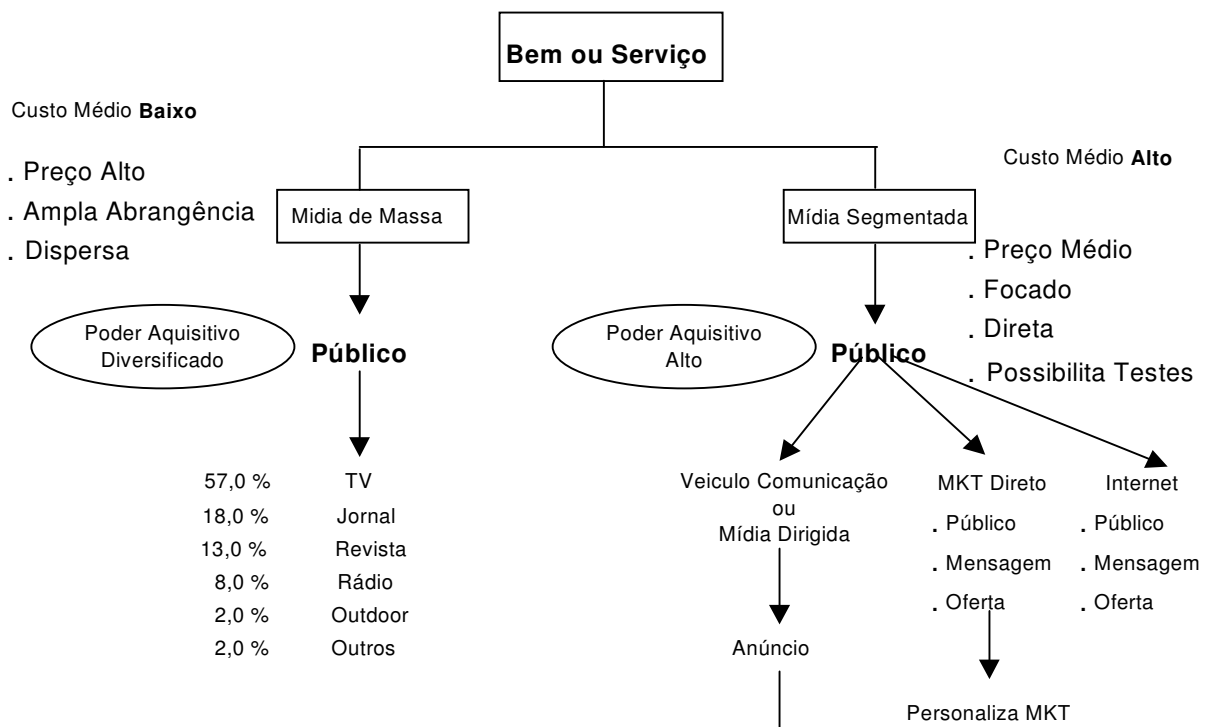 Bem ou Serviço
Custo Médio Baixo
. Preço Alto
. Ampla Abrangência
. Dispersa
Midia de Massa
Custo Médio Alto
Mídia Segmentada
. Preço Médio
. Focado
. Direta
. Possibilita Testes
Poder Aquisitivo
Diversificado
Público
Poder Aquisitivo
Alto
Público
57,0 % TV
18,0 % Jornal
13,0 % Revista
8,0 % Rádio
2,0 % Outdoor
2,0 % Outros
Veiculo Comunicação
ou
Mídia Dirigida
Anúncio
MKT Direto
. Público
. Mensagem
. Oferta
Personaliza MKT
Internet
. Público
. Mensagem
. Oferta